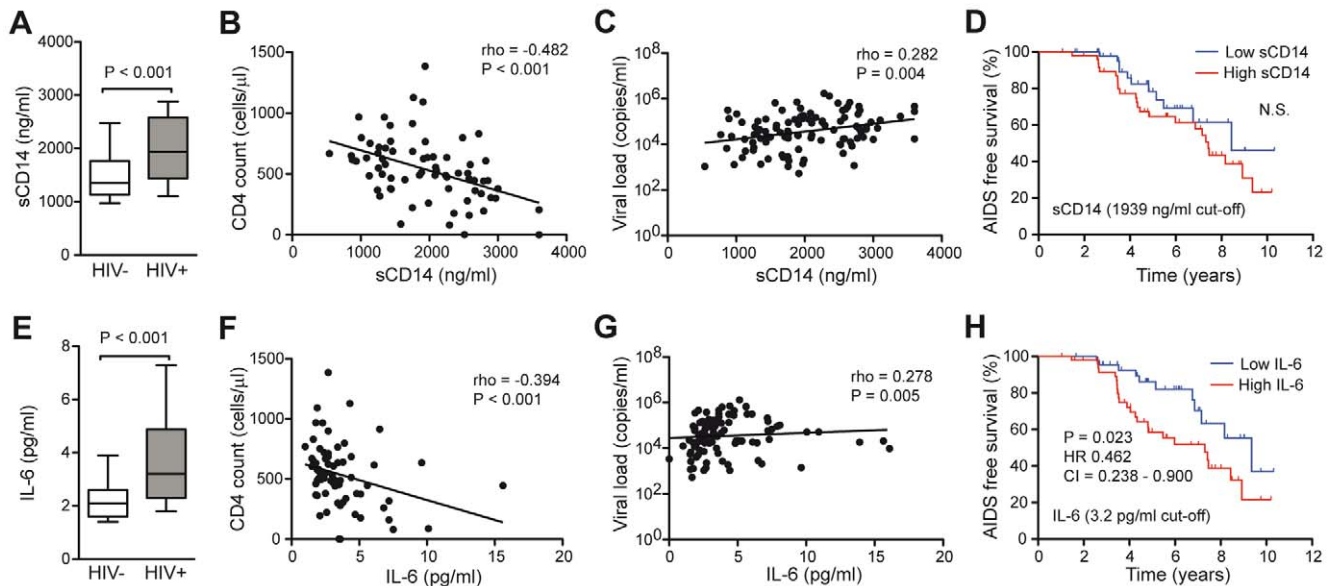 A
sCD14 (ng/ml)
4000
3000
2000
1000
0
P < 0.001
HIV-
HIV+
B
CD4 count (cells/µl)
1500
1000
500
0
rho = -0.482
P < 0.001
0
1000
2000
3000
4000
sCD14 (ng/ml)
C
Viral load (copies/ml)
10^8
10^6
10^4
10^2
10^0
rho = 0.282
P = 0.004
0
1000
2000
3000
4000
sCD14 (ng/ml)
D
AIDS free survival (%)
100
80
60
40
20
0
Low sCD14
High sCD14
N.S.
sCD14 (1939 ng/ml cut-off)
0
2
4
6
8
10
12
Time (years)
E
IL-6 (pg/ml)
8
6
4
2
0
P < 0.001
HIV-
HIV+
F
CD4 count (cells/µl)
1500
1000
500
0
rho = -0.394
P < 0.001
0
5
10
15
20
IL-6 (pg/ml)
G
Viral load (copies/ml)
10^8
10^6
10^4
10^2
10^0
rho = 0.278
P = 0.005
0
5
10
15
20
IL-6 (pg/ml)
H
AIDS free survival (%)
100
80
60
40
20
0
Low IL-6
High IL-6
P = 0.023
HR 0.462
CI = 0.238 - 0.900
IL-6 (3.2 pg/ml cut-off)
0
2
4
6
8
10
12
Time (years)